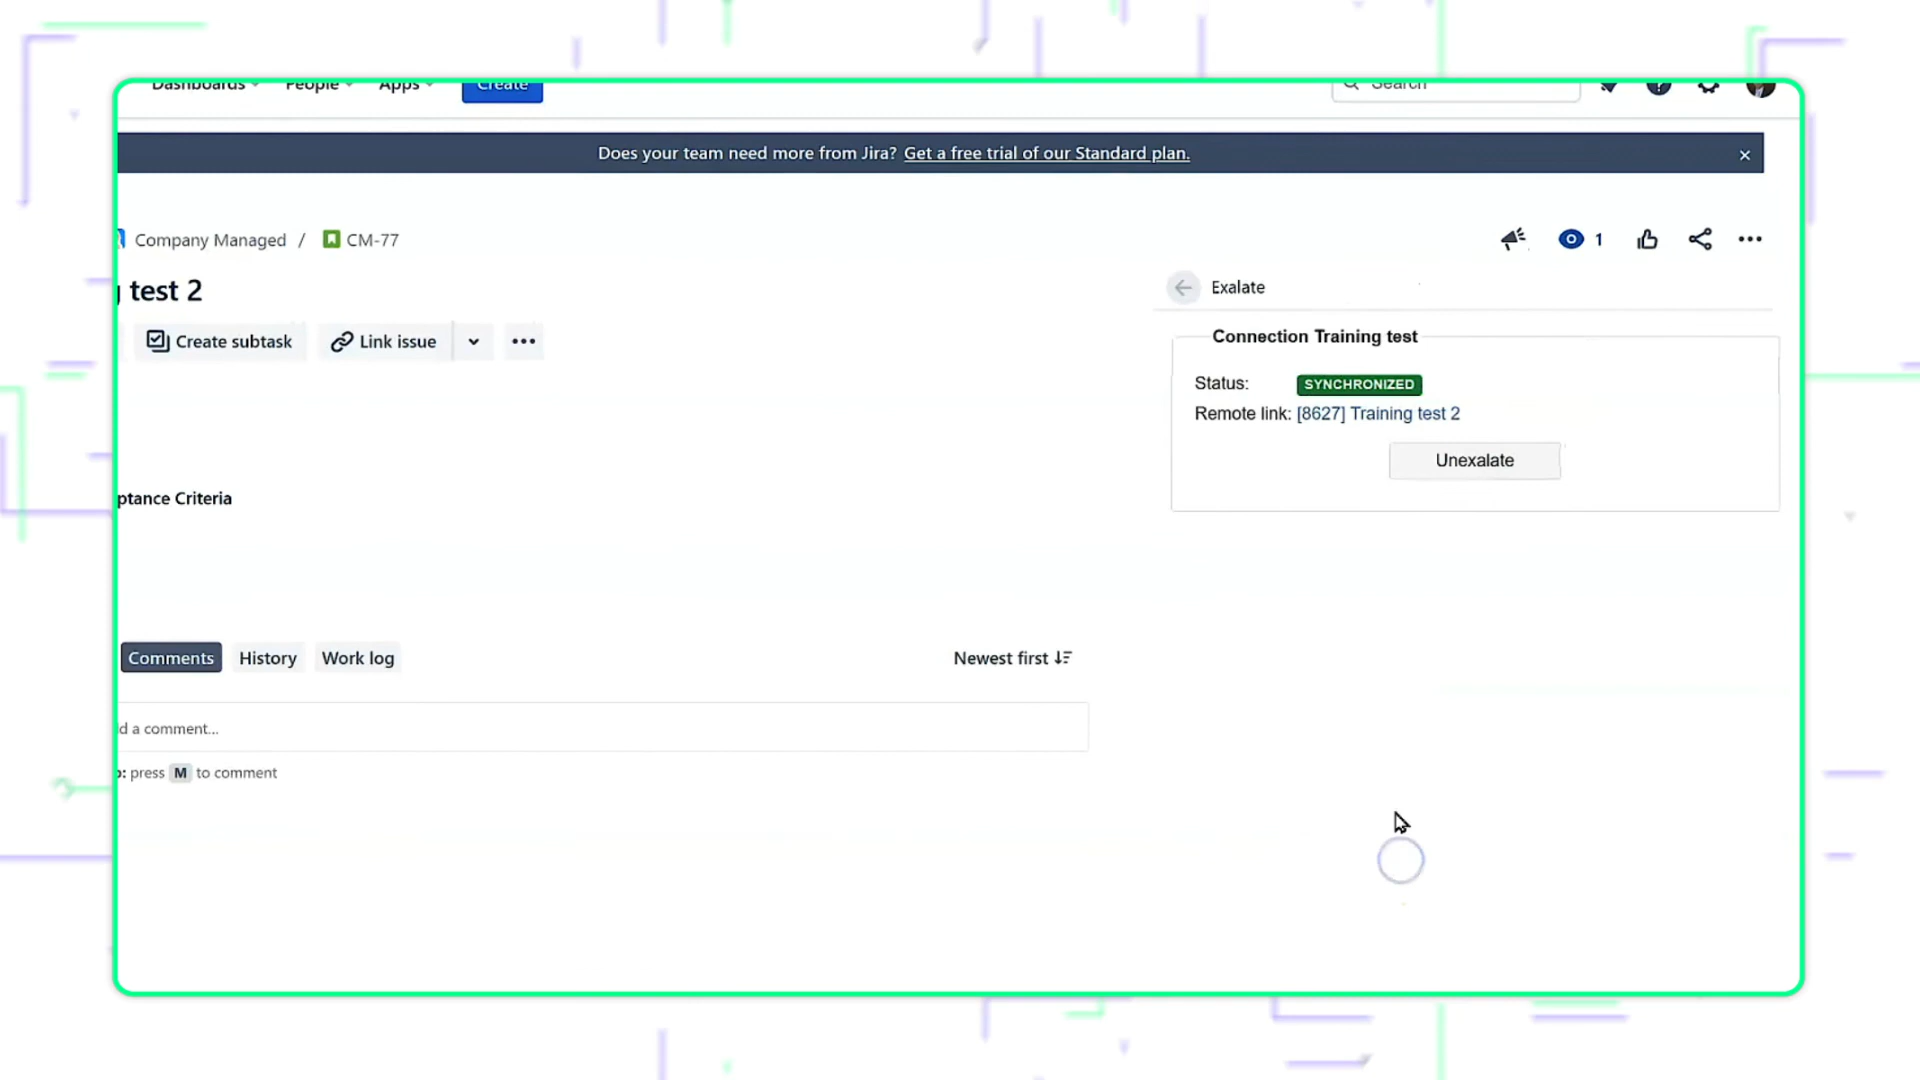 Dashboards People Apps Create Search
Does your team need more from Jira? Get a free trial of our Standard plan.
Company Managed / CM-77
1
test 2
Create subtask Link issue
Exalate
Connection Training test
Status: SYNCHRONIZED
Remote link: [8627] Training test 2
Unexalate
ptance Criteria
Comments History Work log Newest first
d a comment...
: press M to comment